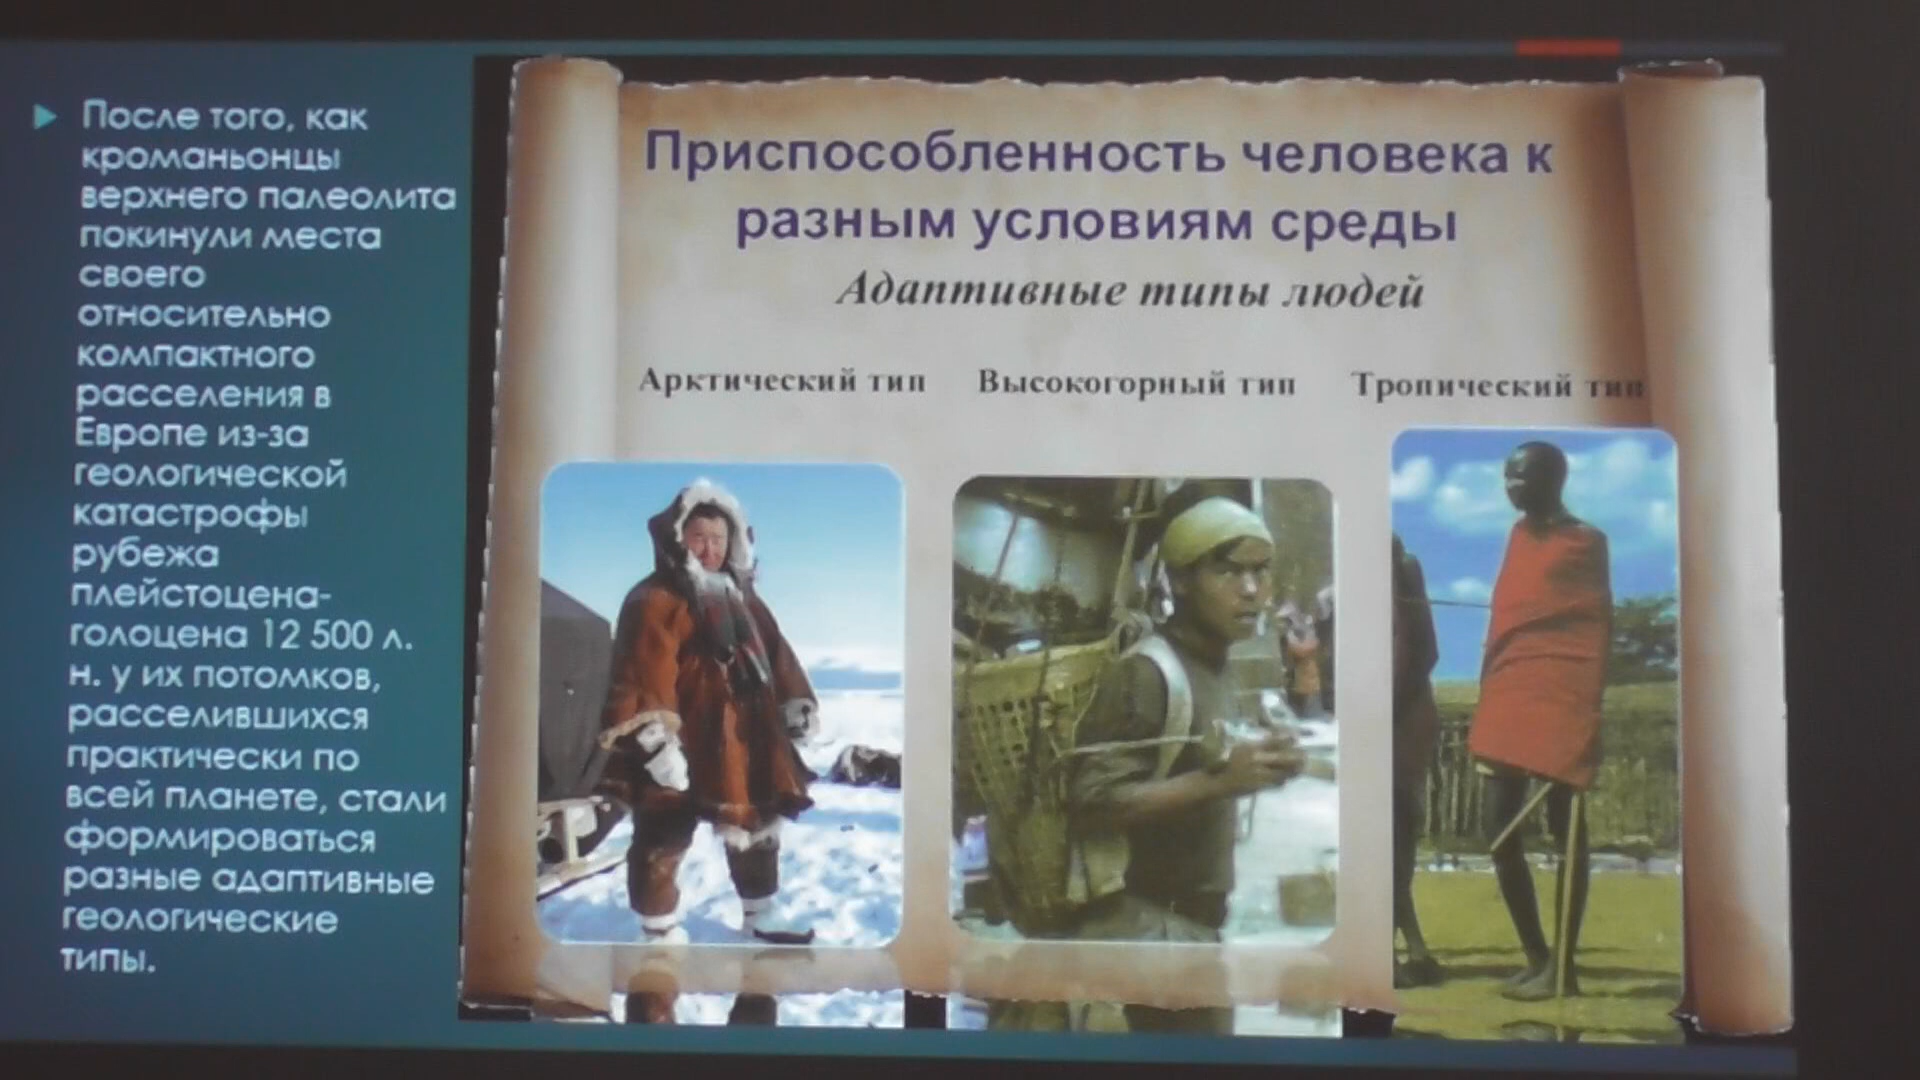 После того, как
кроманьонцы
верхнего палеолита
покинули места
своего
относительно
компактного
расселения в
Европе из-за
геологической
катастрофы
рубежа
плейстоцена-
голоцена 12 500 л.
н. у их потомков,
расселившихся
практически по
всей планете, стали
формироваться
разные адаптивные
геологические
типы.
Приспособленность человека к
разным условиям среды
Адаптивные типы людей
Арктический тип
Высокогорный тип
Тропический тип